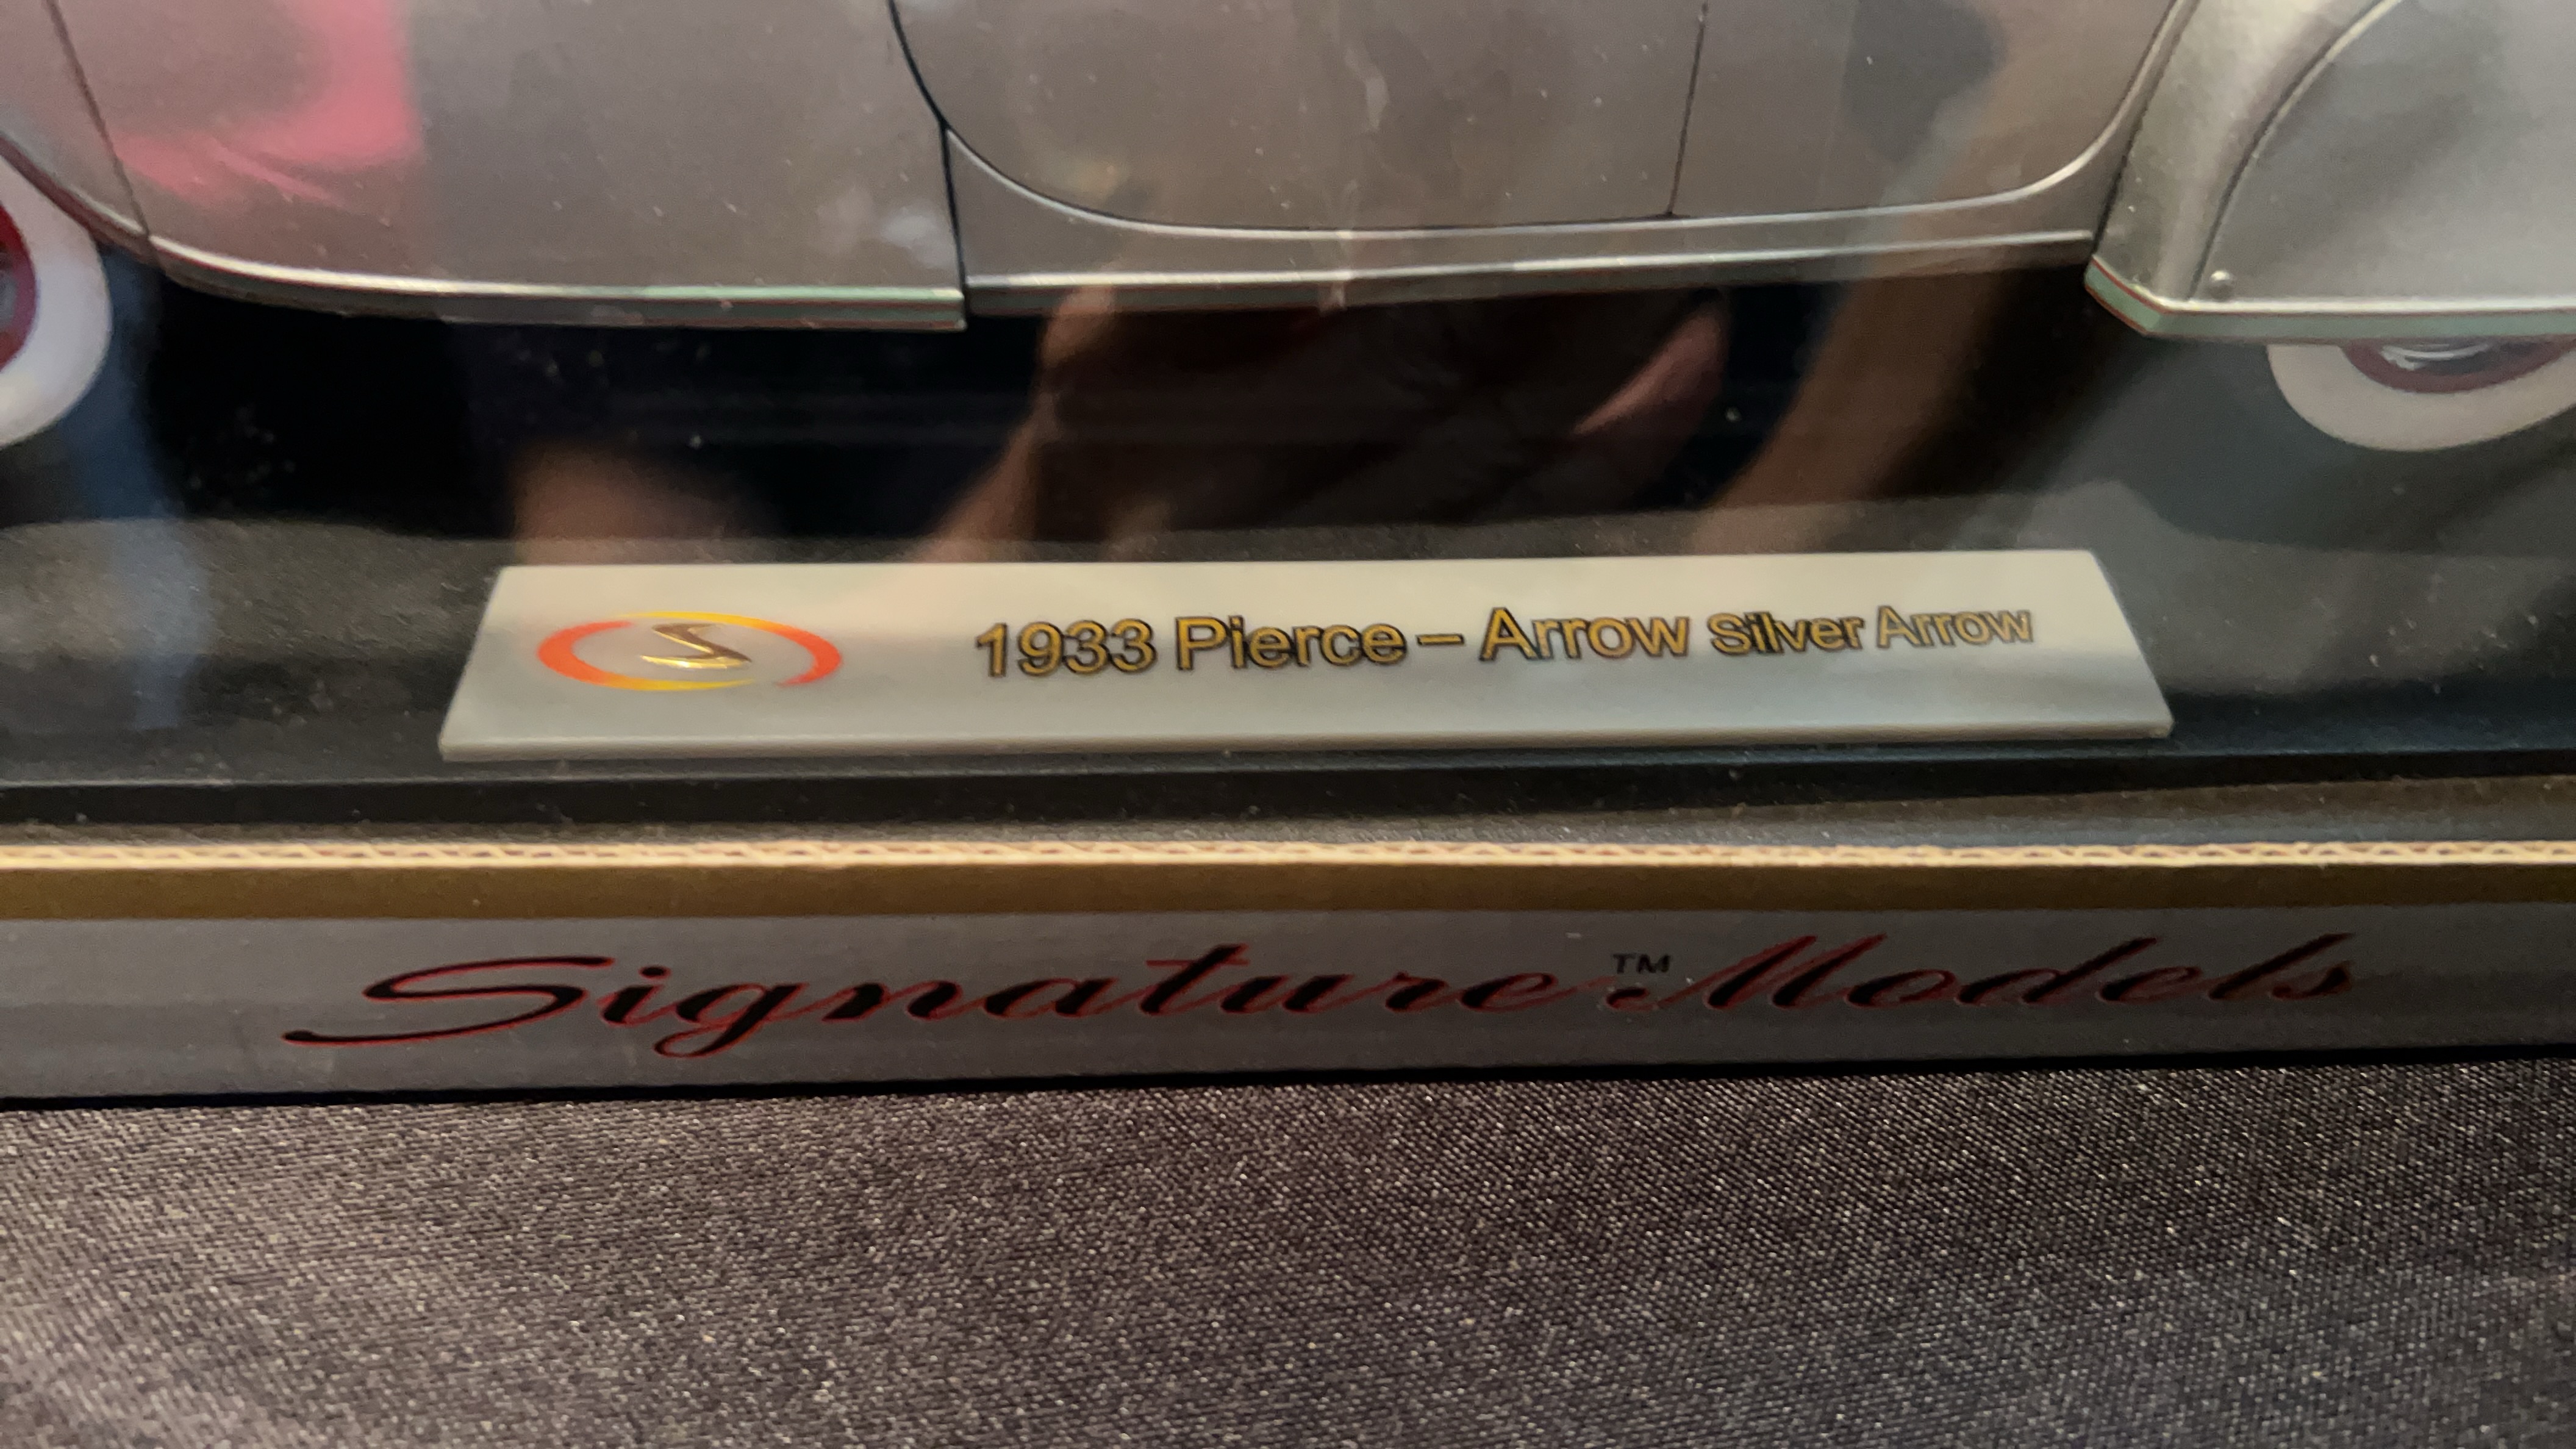 S
1933 Pierce – Arrow Silver Arrow
Signature™ Models